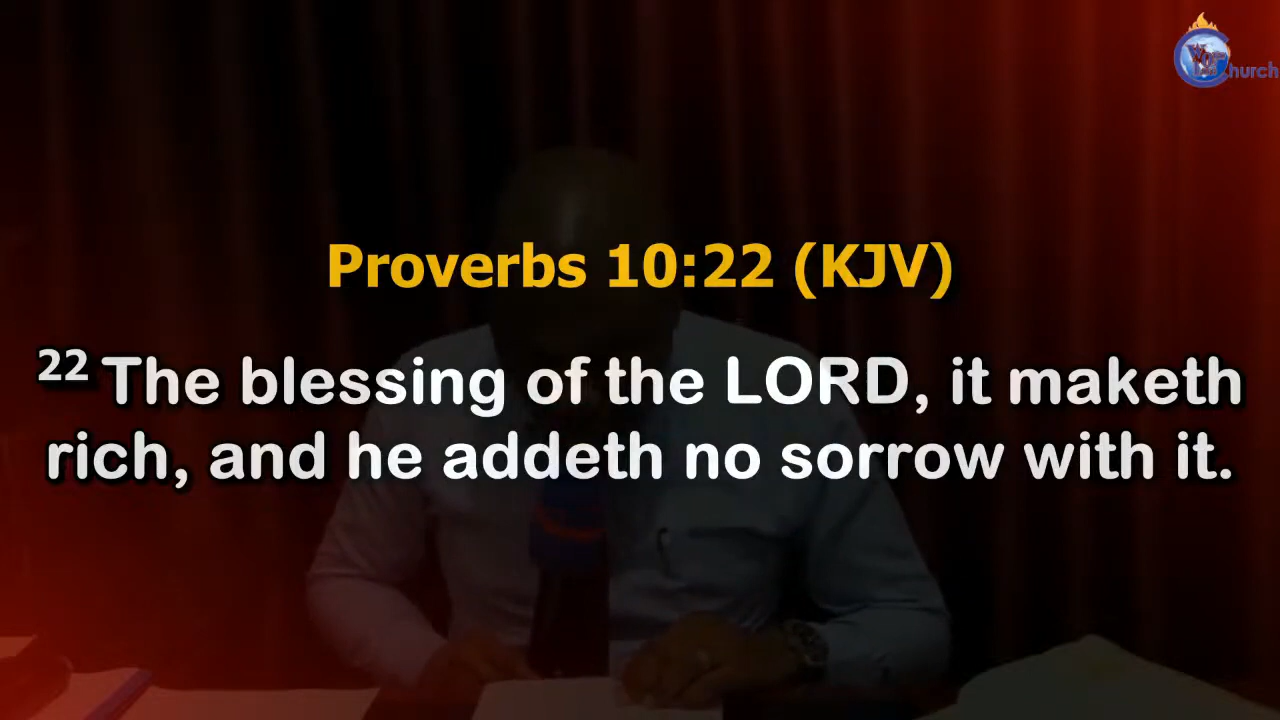 Proverbs 10:22 (KJV)
22 The blessing of the LORD, it maketh
rich, and he addeth no sorrow with it.